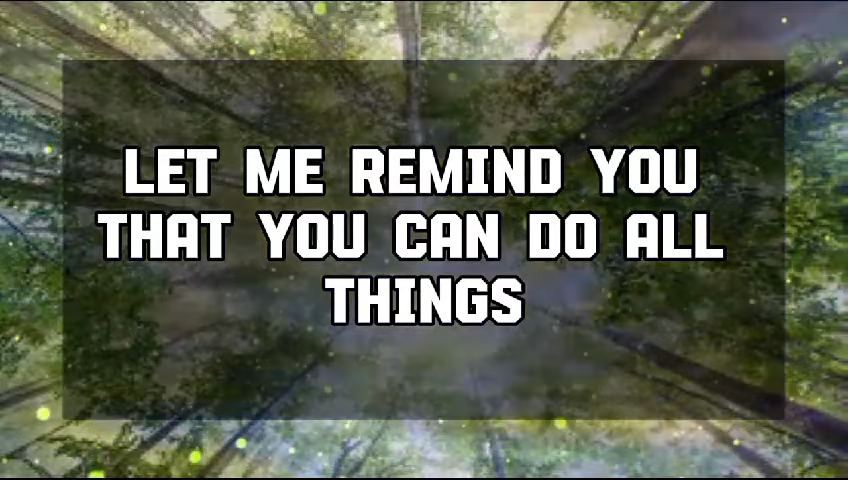 LET ME REMIND YOU
THAT YOU CAN DO ALL
THINGS